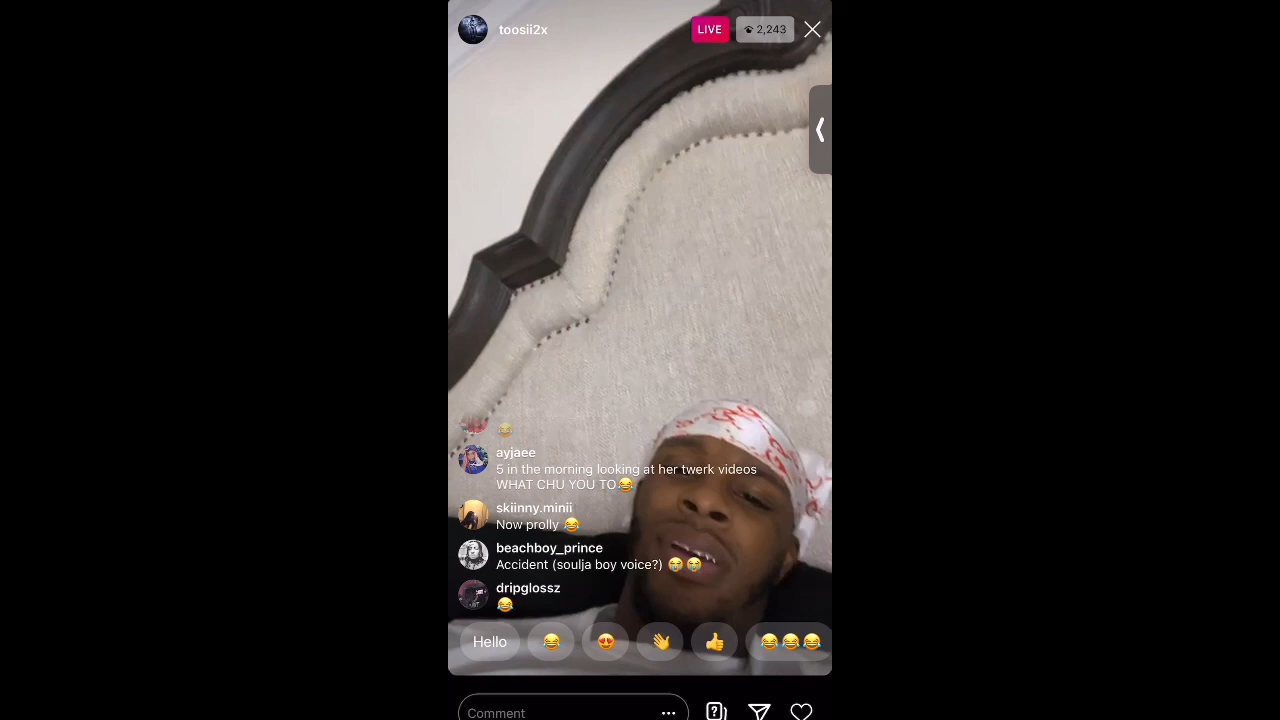 toosii2x
LIVE
2,243
😂
ayjaee
5 in the morning looking at her twerk videos
WHAT CHU YOU TO😂
skiinny.minii
Now prolly 😂
beachboy_prince
Accident (soulja boy voice?) 😭😭
dripglossz
😂
Hello 😂 😍 👋 👍 😂😂😂
Comment